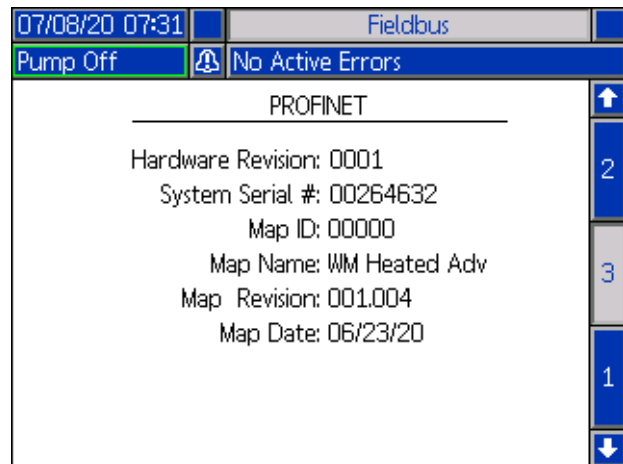 07/08/20 07:31 Fieldbus
Pump Off No Active Errors
PROFINET
Hardware Revision: 0001
System Serial #: 00264632
Map ID: 00000
Map Name: WM Heated Adv
Map Revision: 001.004
Map Date: 06/23/20
2
3
1